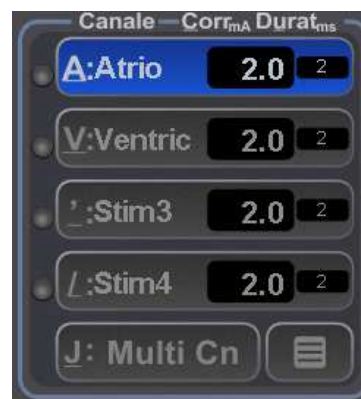 Canale Corr mA Durat ms
A:Atrio 2.0 2
V:Ventric 2.0 2
':Stim3 2.0 2
/:Stim4 2.0 2
J: Multi Cn